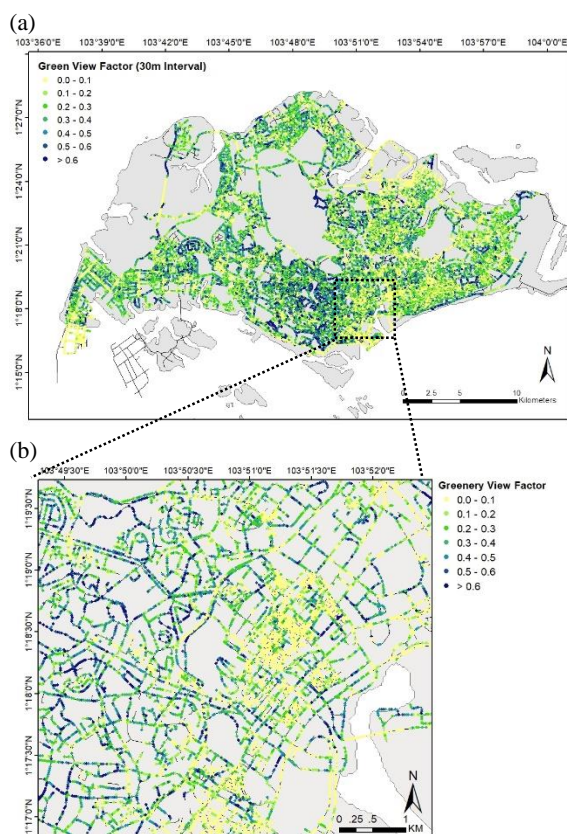 (a)
103°36'0"E 103°39'0"E 103°42'0"E 103°45'0"E 103°48'0"E 103°51'0"E 103°54'0"E 103°57'0"E 104°0'0"E
Green View Factor (30m Interval)
0.0 - 0.1
0.1 - 0.2
0.2 - 0.3
0.3 - 0.4
0.4 - 0.5
0.5 - 0.6
> 0.6
1°27'0"N
1°24'0"N
1°21'0"N
1°18'0"N
1°15'0"N
N
0 2.5 5 10
Kilometers
(b)
103°49'30"E 103°50'0"E 103°50'30"E 103°51'0"E 103°51'30"E 103°52'0"E
Greenery View Factor
0.0 - 0.1
0.1 - 0.2
0.2 - 0.3
0.3 - 0.4
0.4 - 0.5
0.5 - 0.6
> 0.6
1°19'30"N
1°19'0"N
1°18'30"N
1°18'0"N
1°17'30"N
1°17'0"N
N
0 .25 .5 1
KM